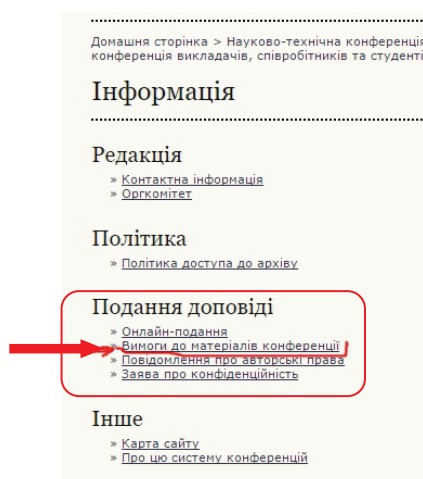 Домашня сторінка > Науково-технічна конференція
конференція викладачів, співробітників та студенті
Інформація
Редакція
» Контактна інформація
» Оргкомітет
Політика
» Політика доступа до архіву
Подання доповіді
» Онлайн-подання
» Вимоги до матеріалів конференції
» Повідомлення про авторські права
» Заява про конфіденційність
Інше
» Карта сайту
» Про цю систему конференцій